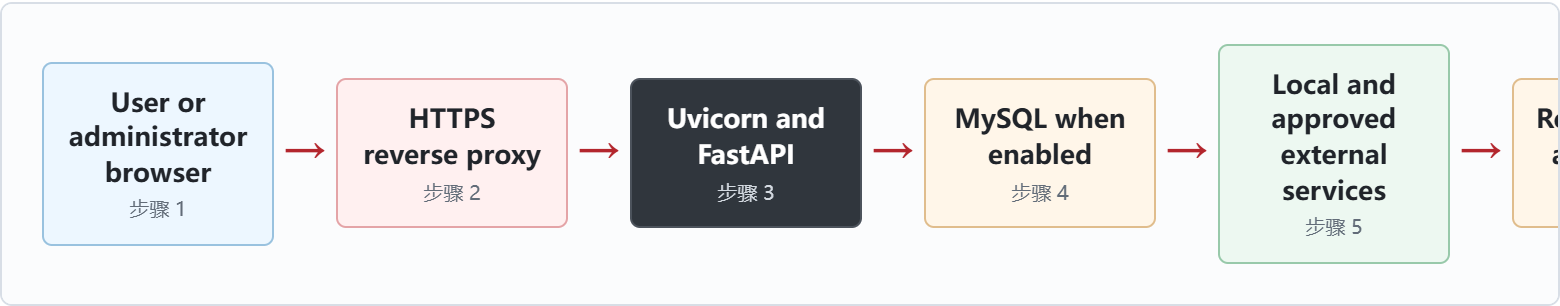 User or
administrator
browser
步骤 1
HTTPS
reverse proxy
步骤 2
Uvicorn and
FastAPI
步骤 3
MySQL when
enabled
步骤 4
Local and
approved
external
services
步骤 5